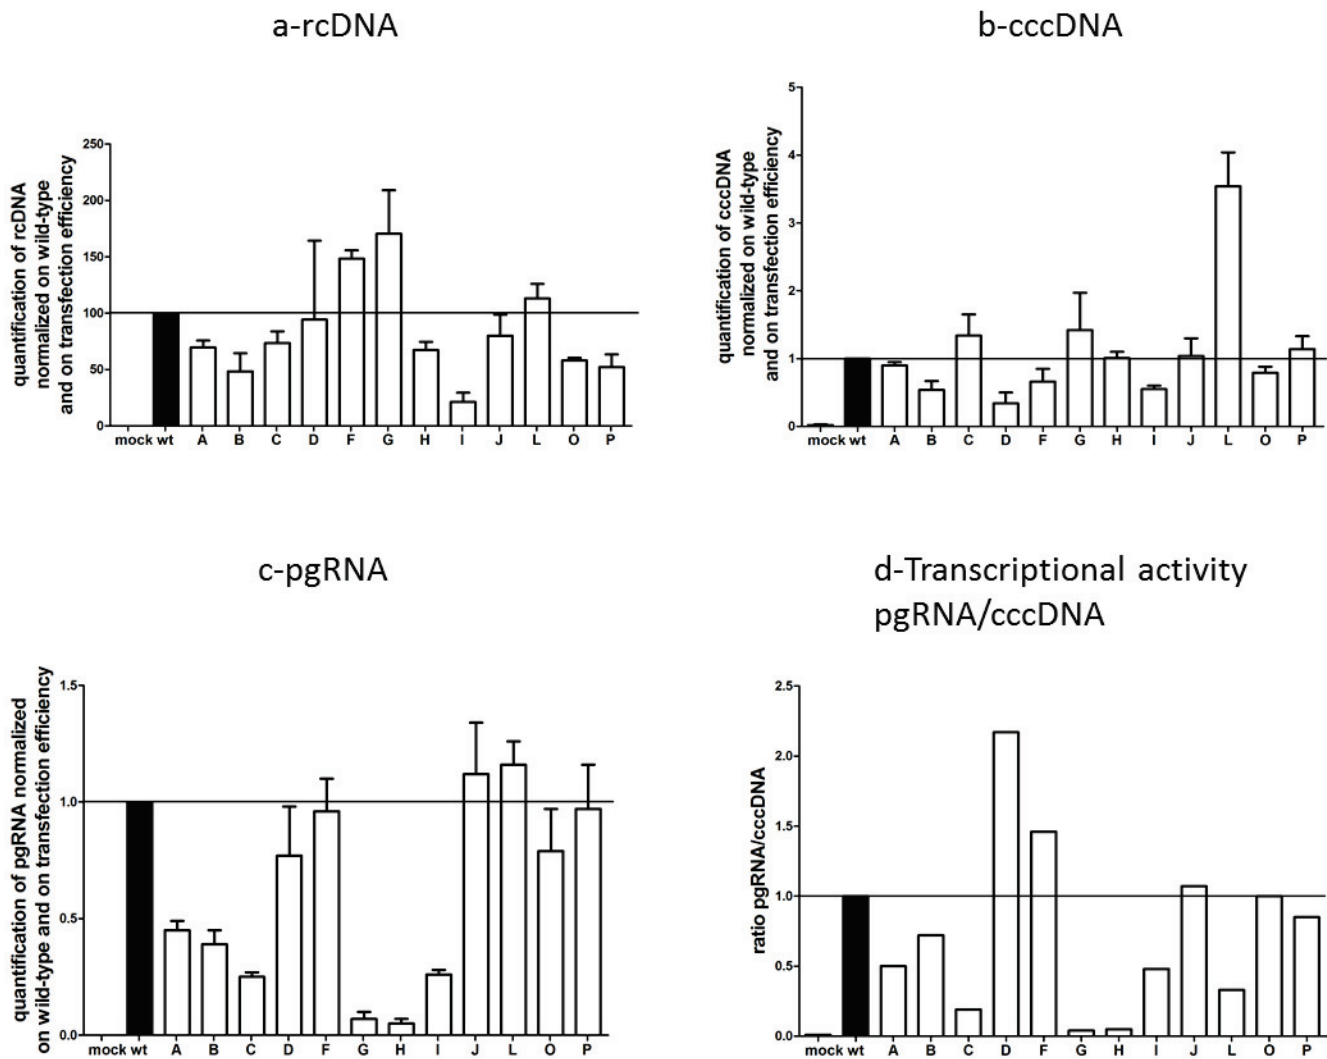 a-rcDNA
quantification of rcDNA
normalized on wild-type
and on transfection efficiency
250
200
150
100
50
0
mock wt A B C D F G H I J L O P
b-cccDNA
quantification of cccDNA
normalized on wild-type
and on transfection efficiency
5
4
3
2
1
0
mock wt A B C D F G H I J L O P
c-pgRNA
quantification of pgRNA normalized
on wild-type and on transfection efficiency
1.5
1.0
0.5
0.0
mock wt A B C D F G H I J L O P
d-Transcriptional activity
pgRNA/cccDNA
ratio pgRNA/cccDNA
2.5
2.0
1.5
1.0
0.5
0.0
mock wt A B C D F G H I J L O P